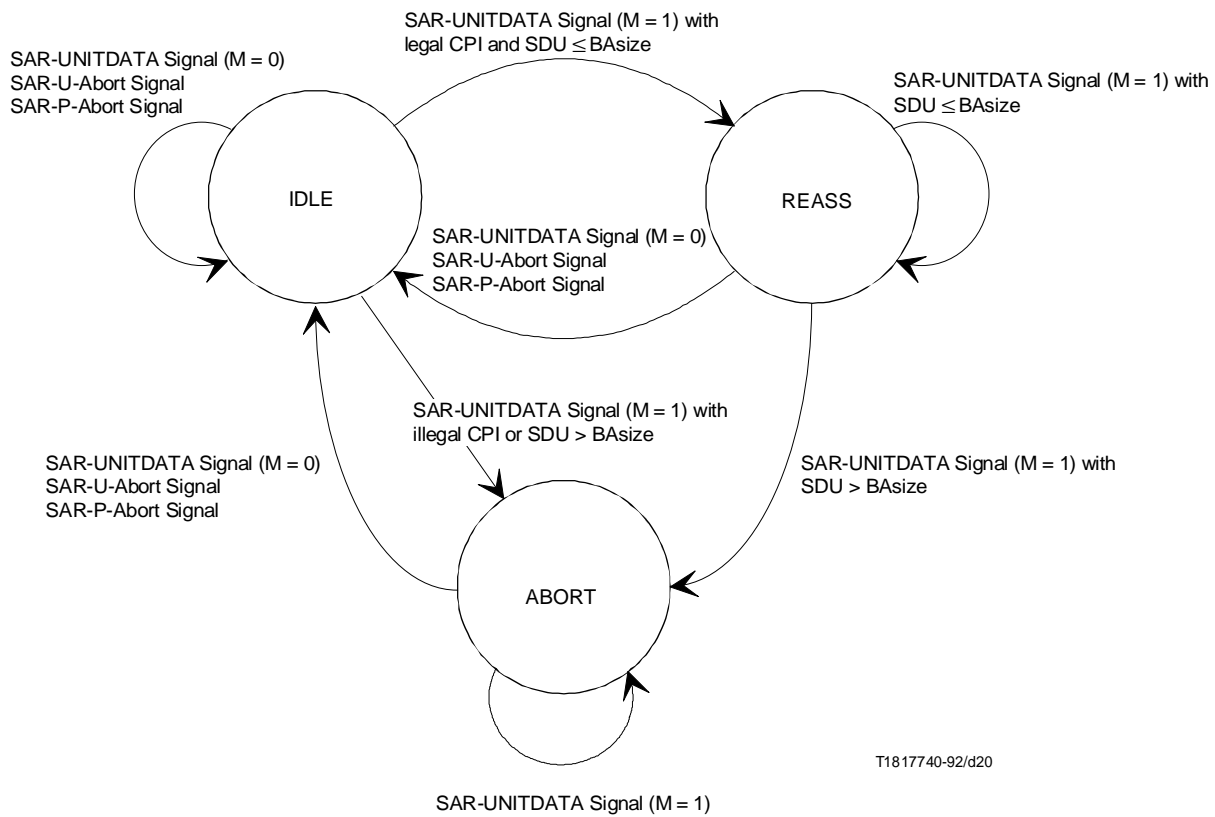 SAR-UNITDATA Signal (M = 1) with
legal CPI and SDU ≤ BAsize
SAR-UNITDATA Signal (M = 0)
SAR-U-Abort Signal
SAR-P-Abort Signal
SAR-UNITDATA Signal (M = 1) with
SDU ≤ BAsize
IDLE
REASS
SAR-UNITDATA Signal (M = 0)
SAR-U-Abort Signal
SAR-P-Abort Signal
SAR-UNITDATA Signal (M = 1) with
illegal CPI or SDU > BAsize
SAR-UNITDATA Signal (M = 0)
SAR-U-Abort Signal
SAR-P-Abort Signal
SAR-UNITDATA Signal (M = 1) with
SDU > BAsize
ABORT
T1817740-92/d20
SAR-UNITDATA Signal (M = 1)